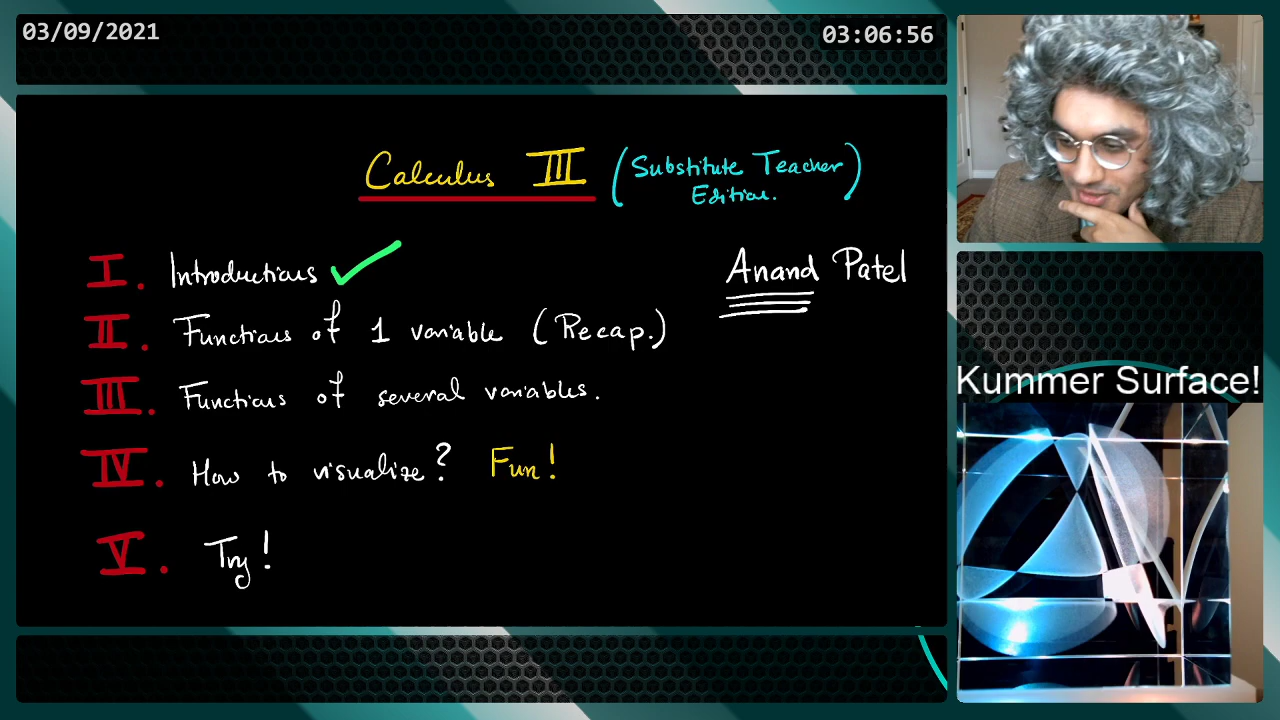 03/09/2021
03:06:56
Calculus III (Substitute Teacher
Edition.)
I. Introductions
Anand Patel
II. Functions of 1 variable (Recap.)
III. Functions of several variables.
IV. How to visualize? Fun!
V. Try!
Kummer Surface!